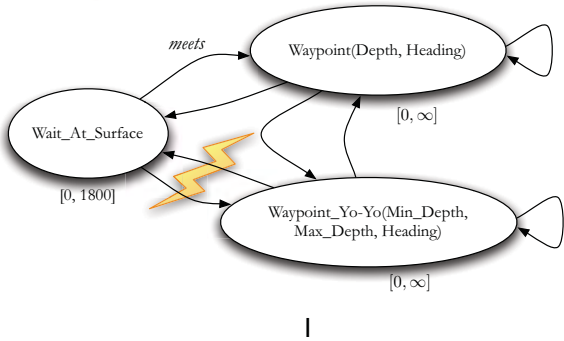 meets
Waypoint(Depth, Heading)
[0, ∞]
Wait_At_Surface
[0, 1800]
Waypoint_Yo-Yo(Min_Depth,
Max_Depth, Heading)
[0, ∞]